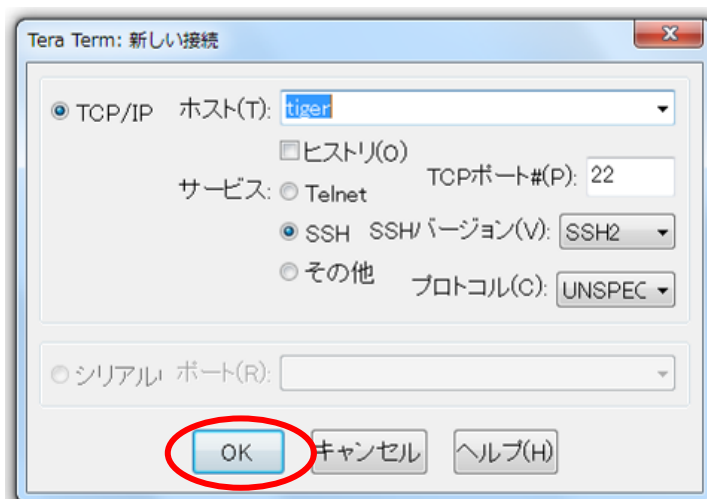 Tera Term: 新しい接続
TCP/IP ホスト(T): tiger
ヒストリ(O)
サービス: Telnet TCPポート#(P): 22
SSH SSHバージョン(V): SSH2
その他 プロトコル(C): UNSPEC
シリアル ポート(R):
OK キャンセル ヘルプ(H)